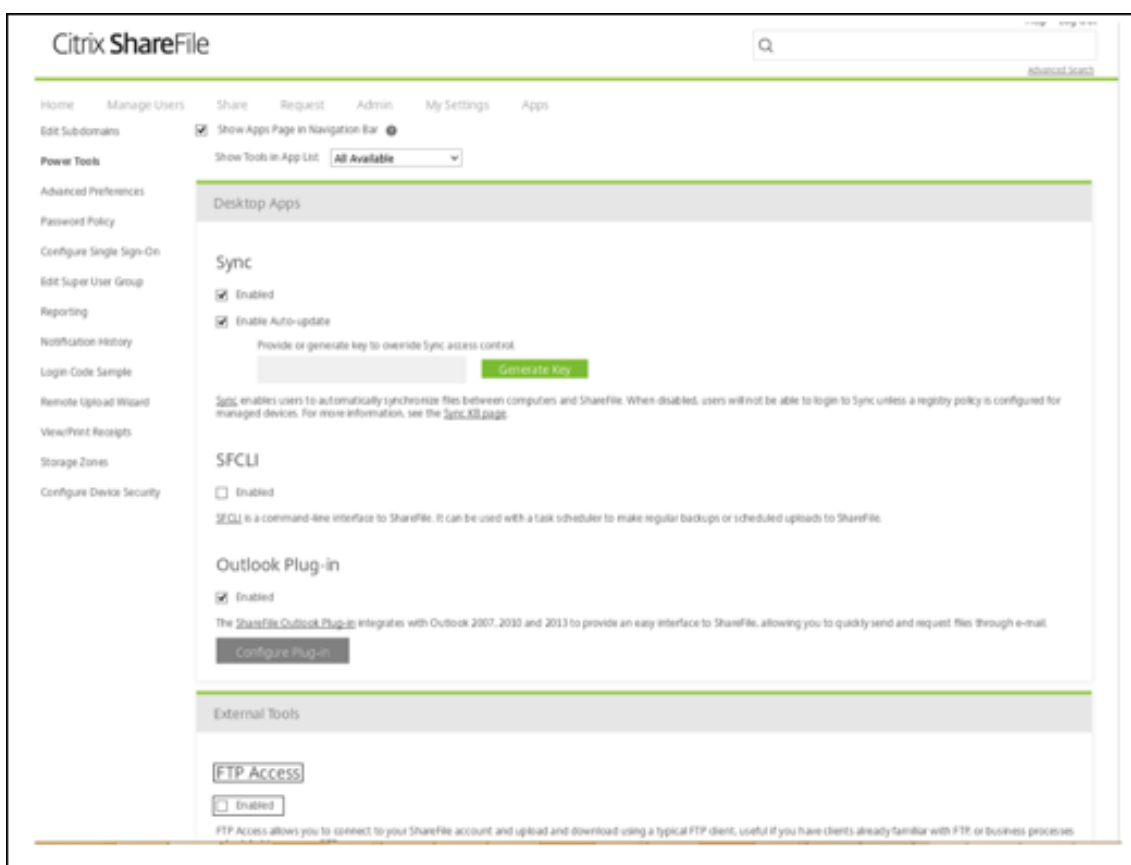 Citrix ShareFile
Advanced Search
Home Manage Users Share Request Admin My Settings Apps
Edit Subdomains
Power Tools
Advanced Preferences
Password Policy
Configure Single Sign-On
Edit Super User Group
Reporting
Notification History
Login Code Sample
Remote Upload Wizard
View/Print Receipts
Storage Zones
Configure Device Security
Show Apps Page in Navigation Bar
Show Tools in App List All Available
Desktop Apps
Sync
Enabled
Enable Auto-update
Provide or generate key to override Sync access control
Generate Key
Sync enables users to automatically synchronize files between computers and ShareFile. When disabled, users will not be able to login to Sync unless a registry policy is configured for
managed devices. For more information, see the Sync KB page.
SFCLI
Enabled
SFCLI is a command-line interface to ShareFile. It can be used with a task scheduler to make regular backups or scheduled uploads to ShareFile.
Outlook Plug-in
Enabled
The ShareFile Outlook Plug-in integrates with Outlook 2007, 2010 and 2013 to provide an easy interface to ShareFile, allowing you to quickly send and request files through e-mail.
Configure Plug-in
External Tools
FTP Access
Enabled
FTP Access allows you to connect to your ShareFile account and upload and download using a typical FTP client, useful if you have clients already familiar with FTP, or business processes